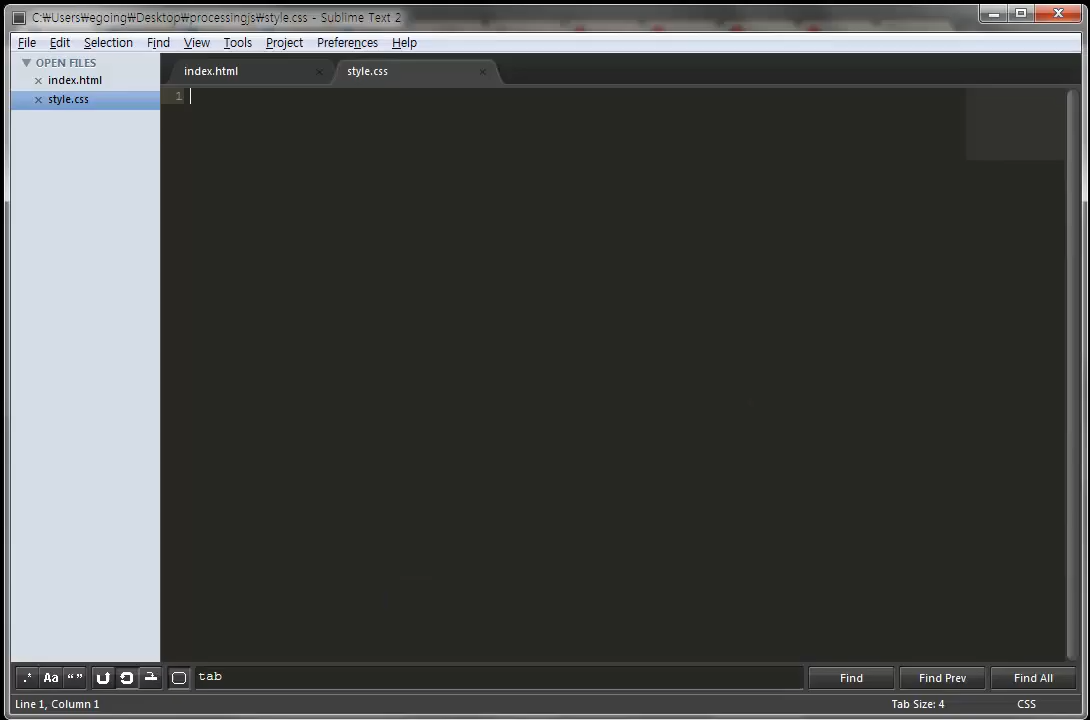 C:₩Users₩egoing₩Desktop₩processingjs₩style.css - Sublime Text 2
File Edit Selection Find View Tools Project Preferences Help
OPEN FILES
index.html
style.css
index.html style.css
1
.* Aa “ ” tab Find Find Prev Find All
Line 1, Column 1 Tab Size: 4 CSS